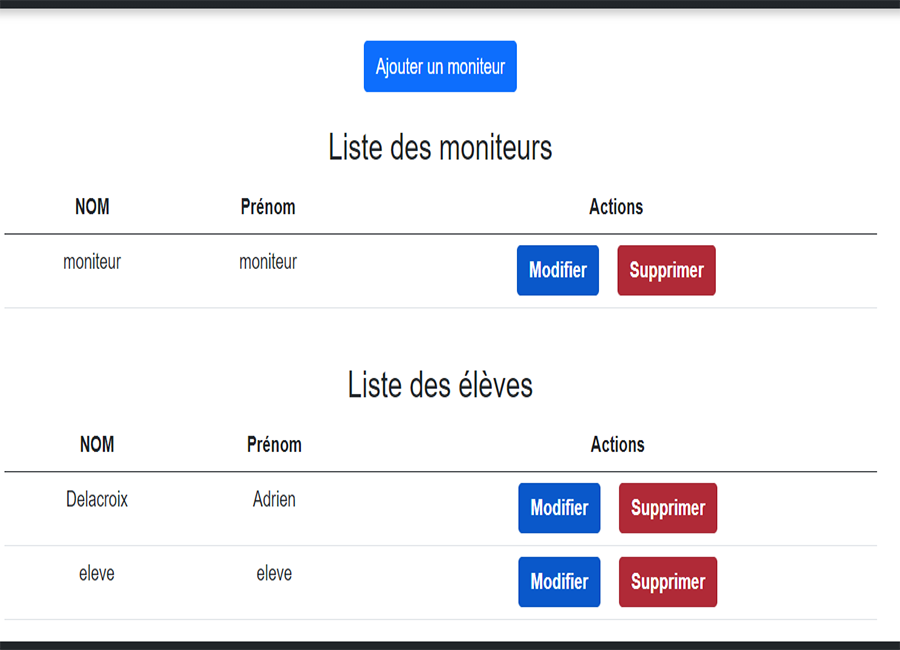 Ajouter un moniteur
Liste des moniteurs
NOM Prénom Actions
moniteur moniteur Modifier Supprimer
Liste des élèves
NOM Prénom Actions
Delacroix Adrien Modifier Supprimer
eleve eleve Modifier Supprimer